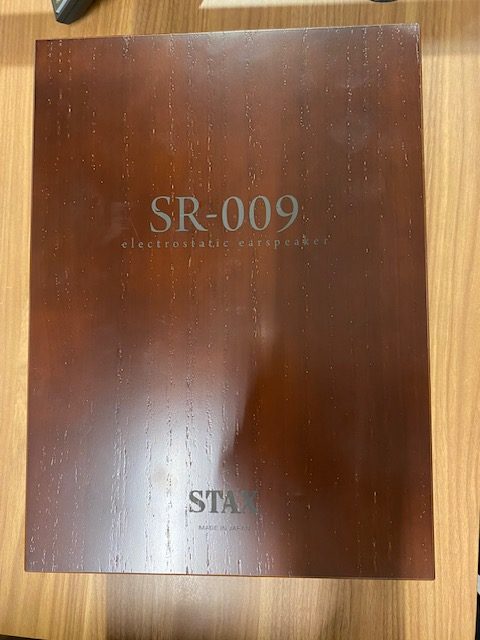 SR-009
electrostatic earspeaker
STAX
MADE IN JAPAN